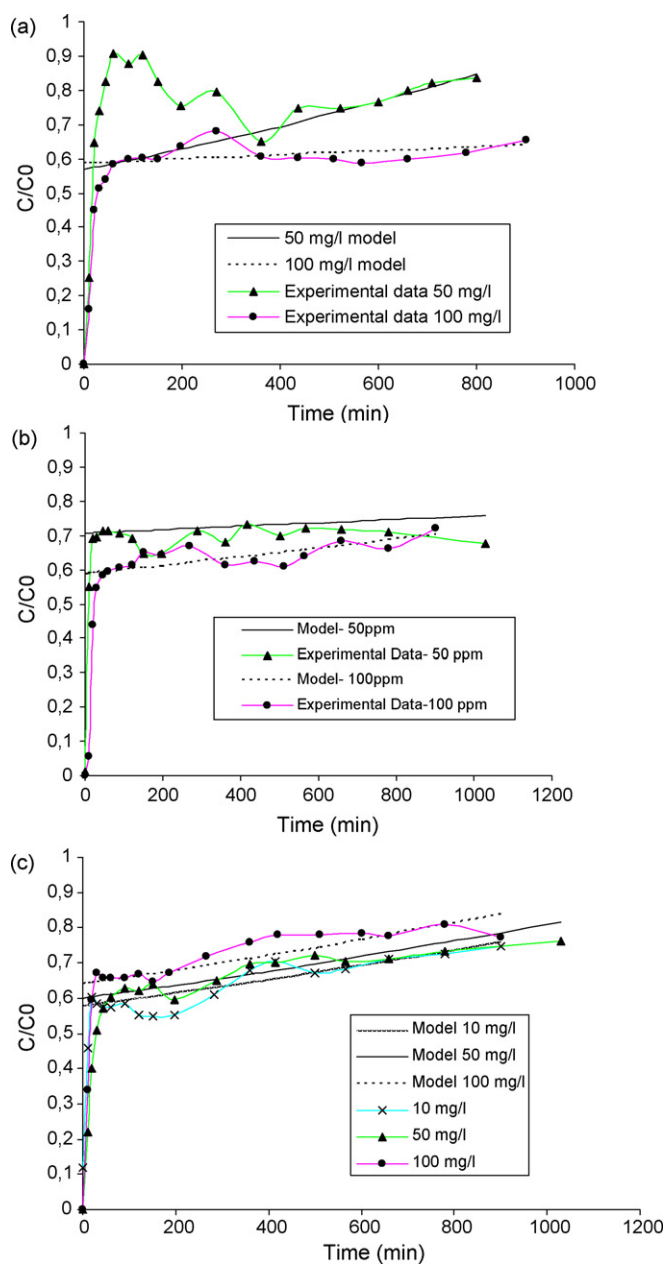 (a)
1
0,9
0,8
0,7
0,6
0,5
0,4
0,3
0,2
0,1
0
C/C0
50 mg/l model
100 mg/l model
Experimental data 50 mg/l
Experimental data 100 mg/l
0 200 400 600 800 1000
Time (min)
(b)
1
0,9
0,8
0,7
0,6
0,5
0,4
0,3
0,2
0,1
0
C/C0
Model- 50ppm
Experimental Data- 50 ppm
Model- 100ppm
Experimental Data-100 ppm
0 200 400 600 800 1000 1200
Time (min)
(c)
1
0,9
0,8
0,7
0,6
0,5
0,4
0,3
0,2
0,1
0
C/C0
Model 10 mg/l
Model 50 mg/l
Model 100 mg/l
10 mg/l
50 mg/l
100 mg/l
0 200 400 600 800 1000 1200
Time (min)